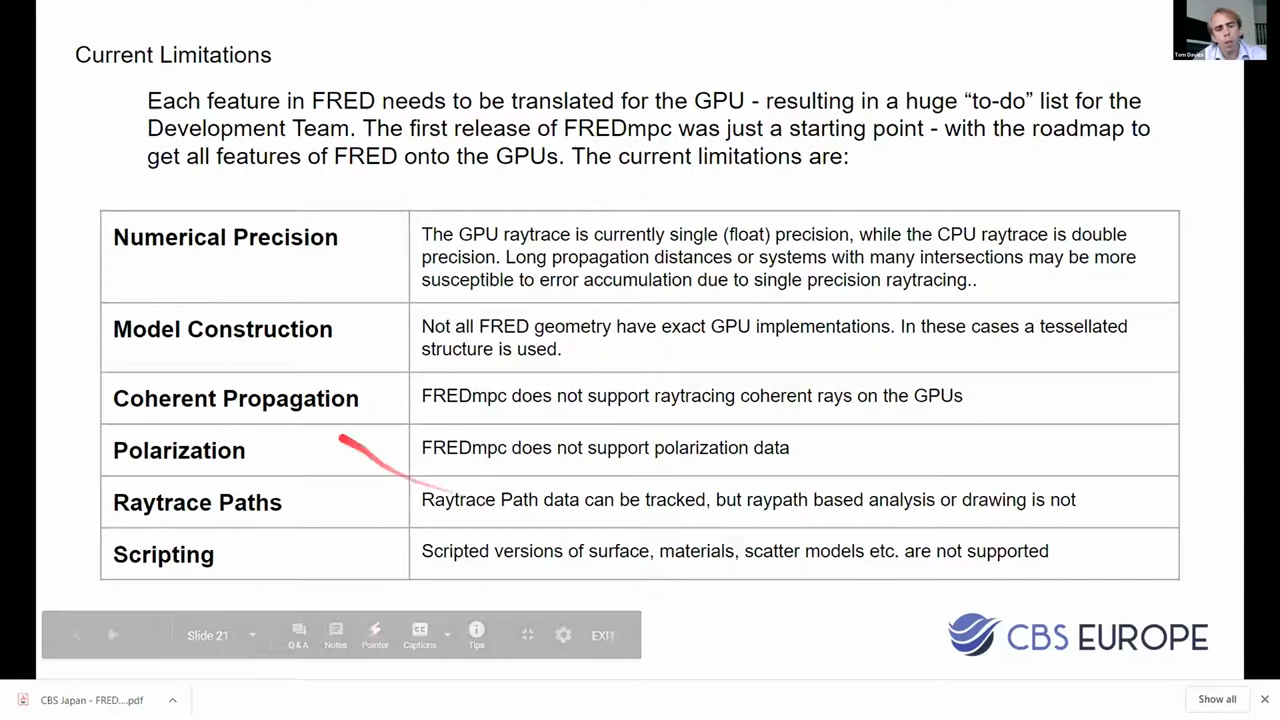 Current Limitations
Tom Davies
Each feature in FRED needs to be translated for the GPU - resulting in a huge “to-do” list for the
Development Team. The first release of FREDmpc was just a starting point - with the roadmap to
get all features of FRED onto the GPUs. The current limitations are:
Numerical Precision
The GPU raytrace is currently single (float) precision, while the CPU raytrace is double
precision. Long propagation distances or systems with many intersections may be more
susceptible to error accumulation due to single precision raytracing..
Model Construction
Not all FRED geometry have exact GPU implementations. In these cases a tessellated
structure is used.
Coherent Propagation
FREDmpc does not support raytracing coherent rays on the GPUs
Polarization
FREDmpc does not support polarization data
Raytrace Paths
Raytrace Path data can be tracked, but raypath based analysis or drawing is not
Scripting
Scripted versions of surface, materials, scatter models etc. are not supported
Slide 21
Q&A
Notes
Pointer
Captions
Tips
EXIT
CBS EUROPE
CBS Japan - FRED....pdf
Show all